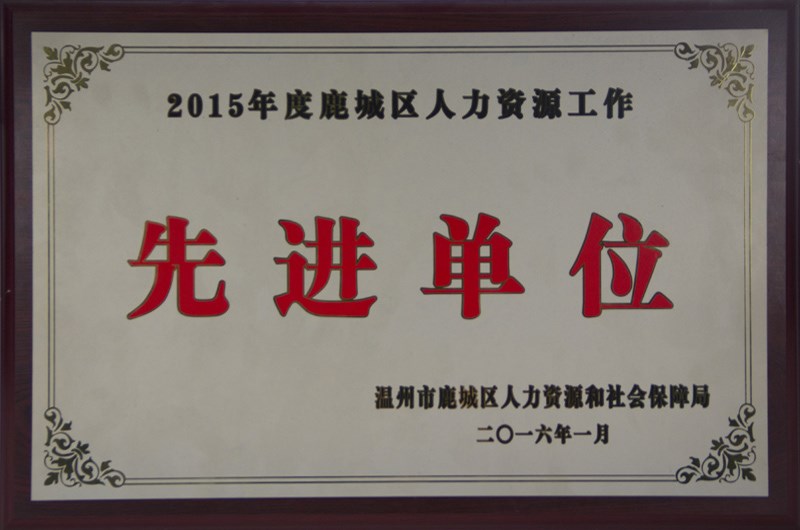 2015年度鹿城区人力资源工作
先进单位
温州市鹿城区人力资源和社会保障局
二〇一六年一月